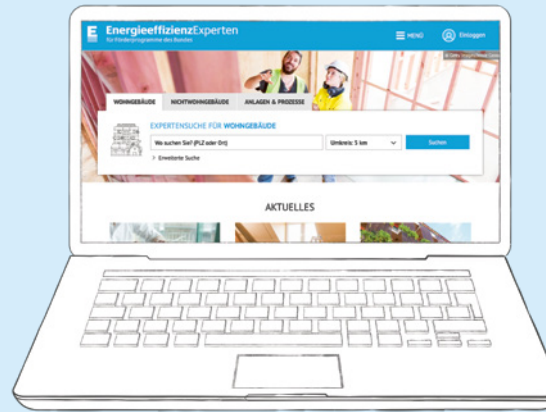 E EnergieeffizienzExperten
für Förderprogramme des Bundes
MENÜ
Einloggen
WOHNGEBÄUDE NICHTWOHNGEBÄUDE ANLAGEN & PROZESSE
EXPERTENSUCHE FÜR WOHNGEBÄUDE
Wo suchen Sie? (PLZ oder Ort)
Umkreis: 5 km
Suchen
> Erweiterte Suche
AKTUELLES